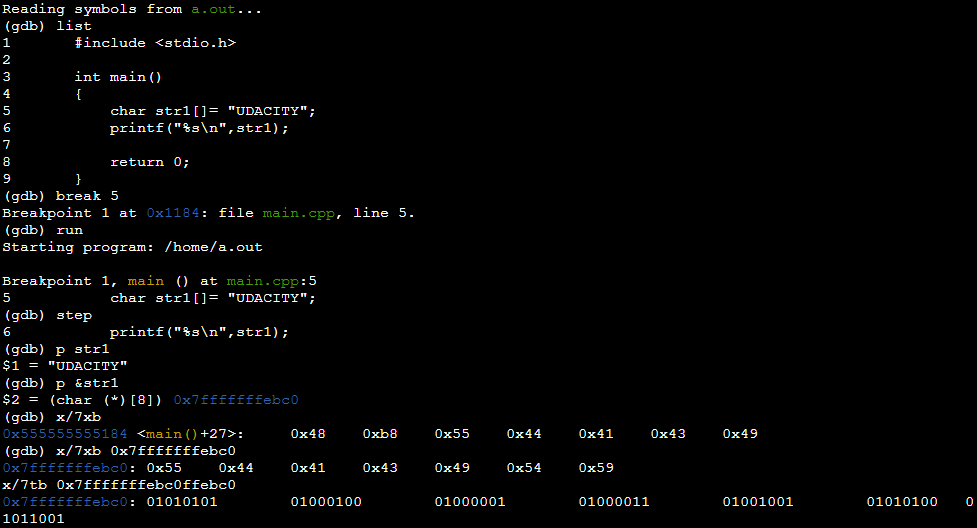 Reading symbols from a.out...
(gdb) list
1       #include <stdio.h>
2
3       int main()
4       {
5           char str1[]= "UDACITY";
6           printf("%s\n",str1);
7
8           return 0;
9       }
(gdb) break 5
Breakpoint 1 at 0x1184: file main.cpp, line 5.
(gdb) run
Starting program: /home/a.out

Breakpoint 1, main () at main.cpp:5
5           char str1[]= "UDACITY";
(gdb) step
6           printf("%s\n",str1);
(gdb) p str1
$1 = "UDACITY"
(gdb) p &str1
$2 = (char (*)[8]) 0x7fffffffebc0
(gdb) x/7xb
0x555555555184 <main()+27>:     0x48    0xb8    0x55    0x44    0x41    0x43    0x49
(gdb) x/7xb 0x7fffffffebc0
0x7fffffffebc0: 0x55    0x44    0x41    0x43    0x49    0x54    0x59
x/7tb 0x7fffffffebc0ffebc0
0x7fffffffebc0: 01010101        01000100        01000001        01000011        01001001        01010100   0
1011001